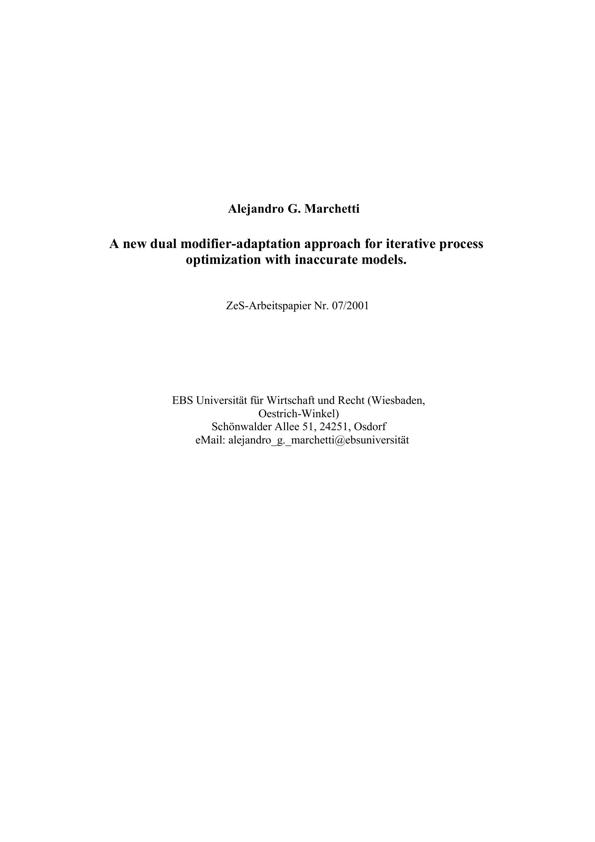 Alejandro G. Marchetti
A new dual modifier-adaptation approach for iterative process
optimization with inaccurate models.
ZeS-Arbeitspapier Nr. 07/2001
EBS Universität für Wirtschaft und Recht (Wiesbaden,
Oestrich-Winkel)
Schönwalder Allee 51, 24251, Osdorf
eMail: alejandro_g._marchetti@ebsuniversität